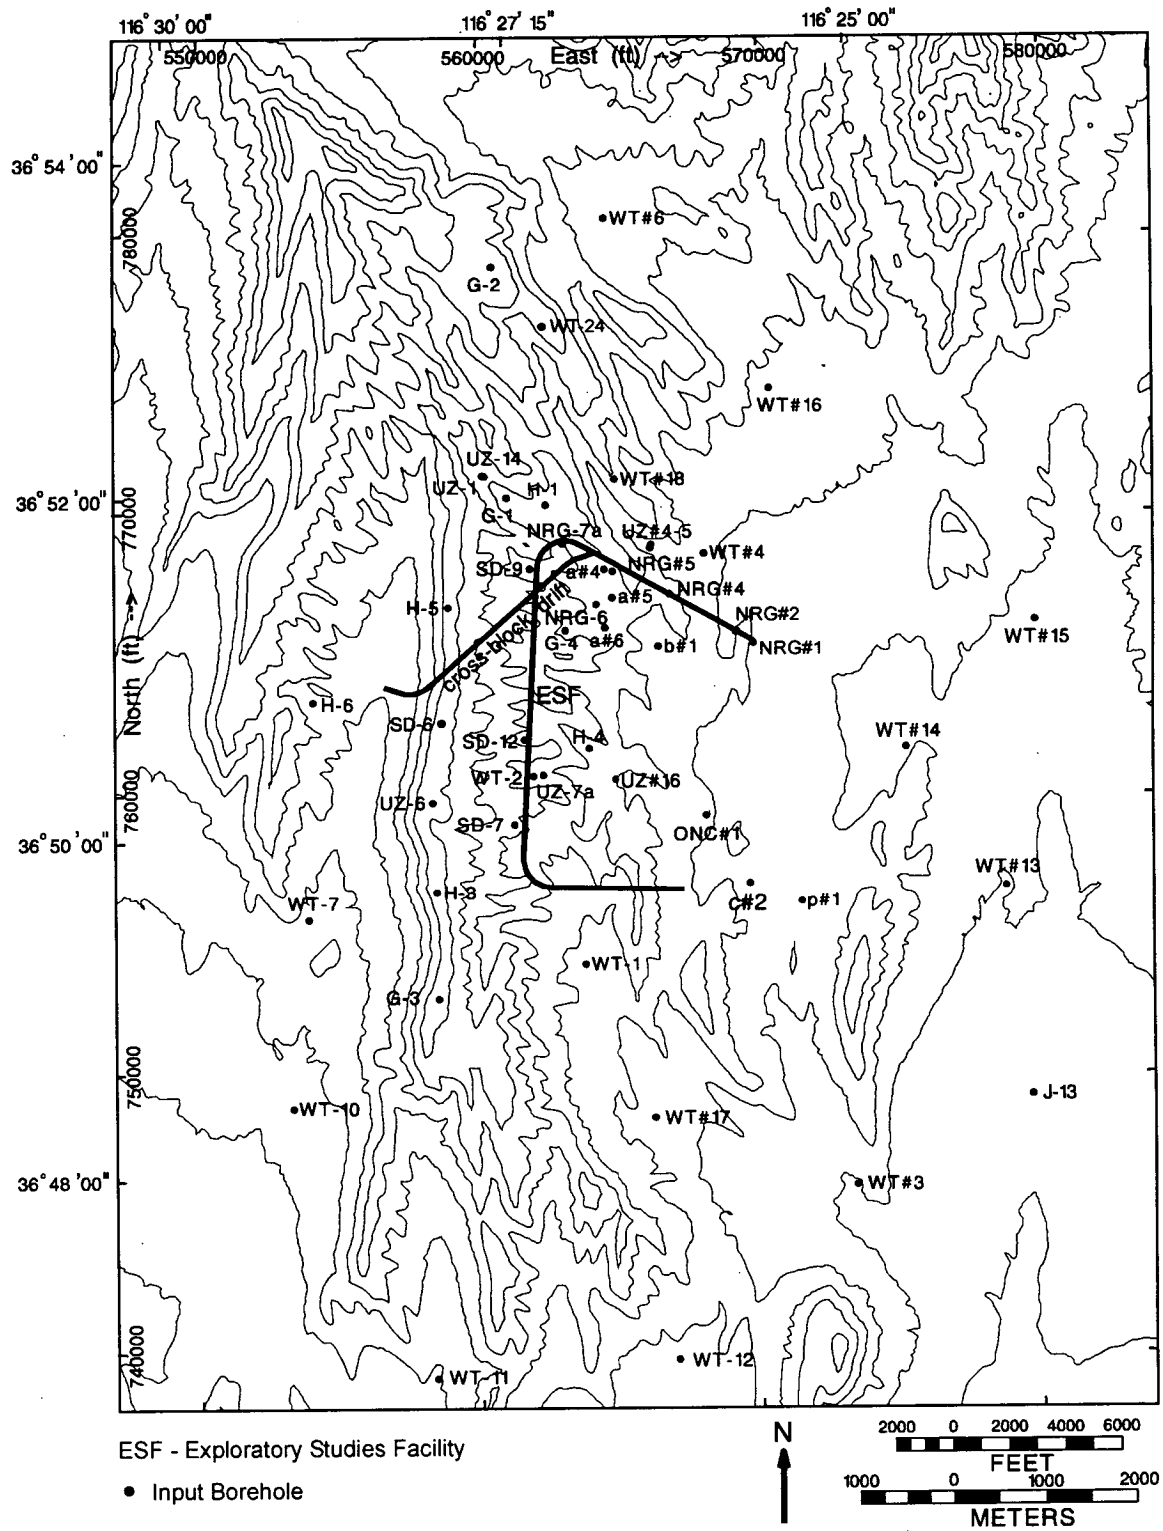 116° 30' 00"
116° 27' 15"
116° 25' 00"
550000
560000
East (ft) -->
570000
580000
36° 54' 00"
780000
WT#6
G-2
WT-24
WT#16
UZ-14
UZ-1
H-1
WT#18
G-1
36° 52' 00"
770000
NRG-7a
UZ#4-5
WT#4
SD-9
a#4
NRG#5
NRG#4
a#5
H-5
NRG-6
NRG#2
WT#15
G-4
a#6
b#1
NRG#1
cross-block drift
North (ft) -->
ESF
H-6
SD-6
SD-12
H-4
WT#14
WT-2
UZ-7a
UZ#16
760000
UZ-6
SD-7
ONC#1
36° 50' 00"
WT#13
H-3
WT-7
c#2
p#1
WT-1
G-3
750000
WT-10
WT#17
J-13
36° 48' 00"
WT#3
740000
WT-12
WT-11
ESF - Exploratory Studies Facility
Input Borehole
N
2000 0 2000 4000 6000
FEET
1000 0 1000 2000
METERS